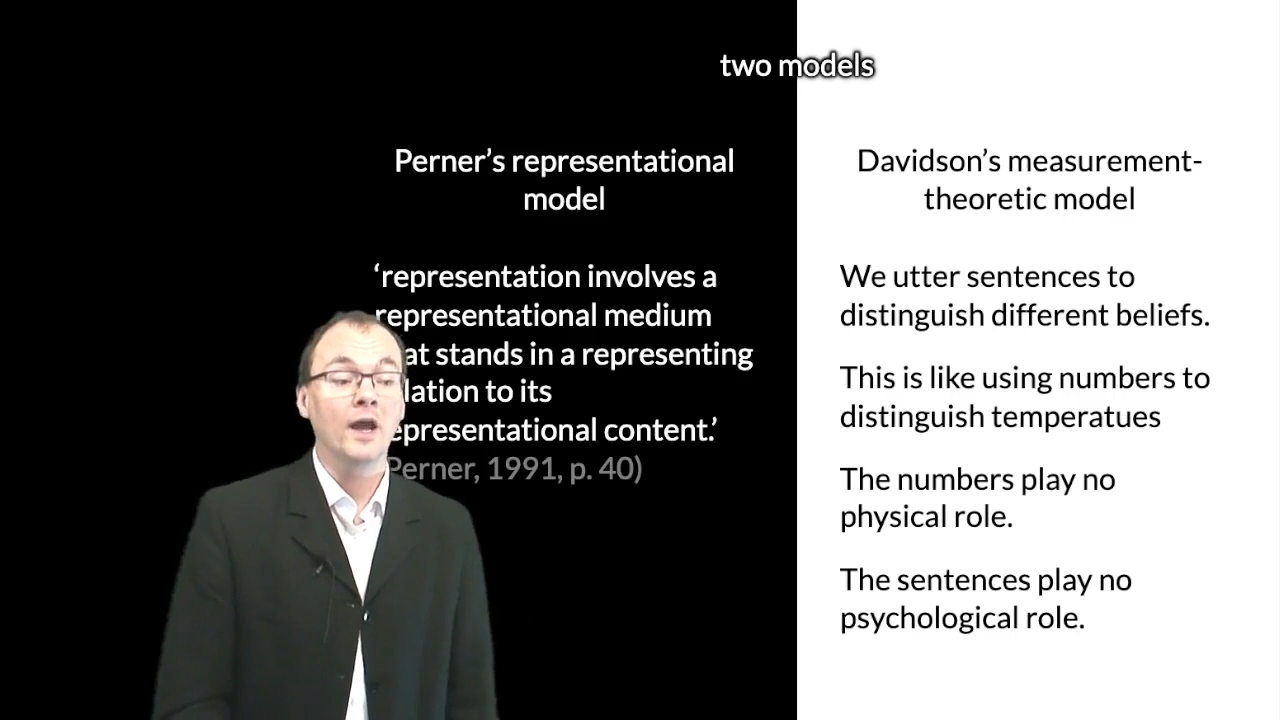 two models
Perner’s representational
model
‘representation involves a
representational medium
stands in a representing
to its
representational content.’
Perner, 1991, p. 40)
Davidson’s measurement-
theoretic model
We utter sentences to
distinguish different beliefs.
This is like using numbers to
distinguish temperatues
The numbers play no
physical role.
The sentences play no
psychological role.